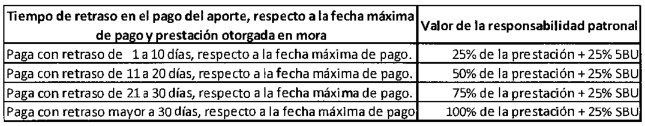 Tiempo de retraso en el pago del aporte, respecto a la fecha máxima
de pago y prestación otorgada en mora
Valor de la responsabilidad patronal
Paga con retraso de 1 a 10 días, respecto a la fecha máxima de pago.
25% de la prestación + 25% SBU
Paga con retraso de 11 a 20 días, respecto a la fecha máxima de pago.
50% de la prestación + 25% SBU
Paga con retraso de 21 a 30 días, respecto a la fecha máxima de pago.
75% de la prestación + 25% SBU
Paga con retraso mayor a 30 días, respecto a la fecha máxima de pago
100% de la prestación + 25% SBU